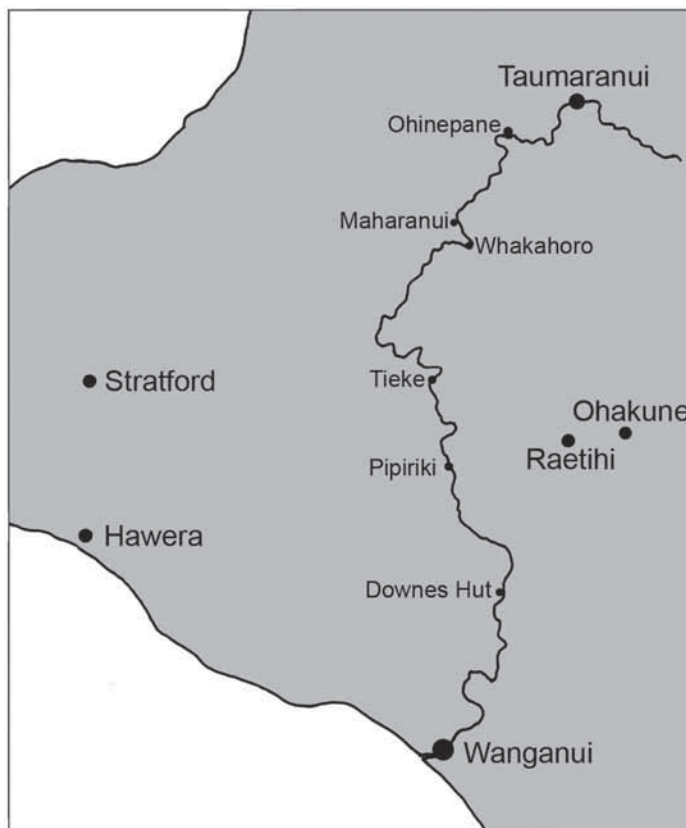 Taumaranui
Ohinepane
Maharanui
Whakahoro
Stratford
Tieke
Ohakune
Raetihi
Pipiriki
Hawera
Downes Hut
Wanganui